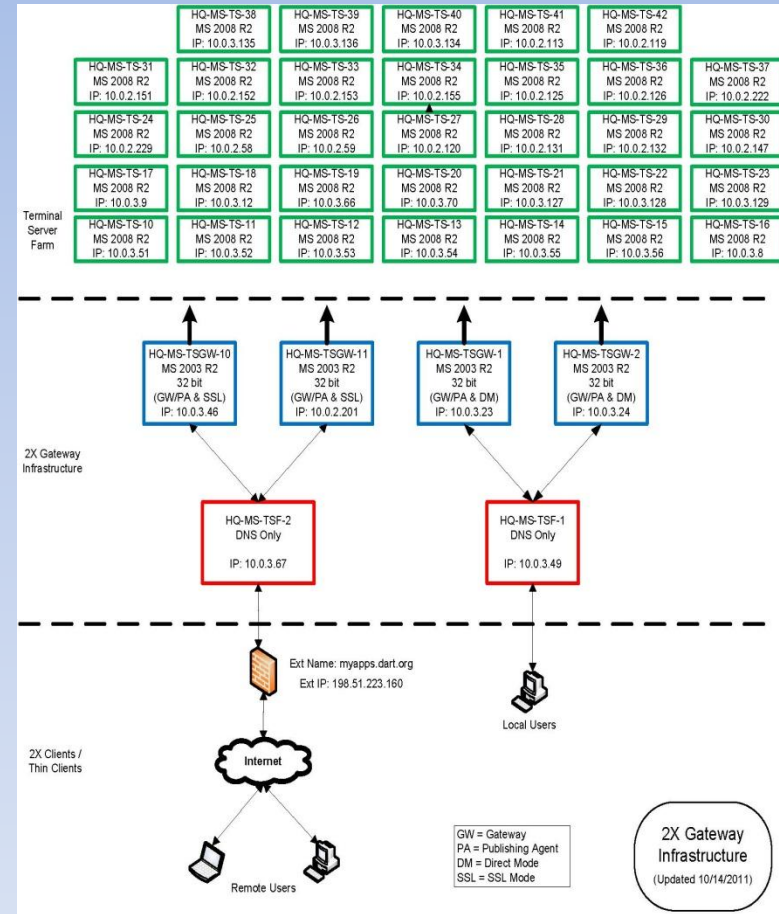 HQ-MS-TS-38
MS 2008 R2
IP: 10.0.3.135
HQ-MS-TS-39
MS 2008 R2
IP: 10.0.3.136
HQ-MS-TS-40
MS 2008 R2
IP: 10.0.3.134
HQ-MS-TS-41
MS 2008 R2
IP: 10.0.2.113
HQ-MS-TS-42
MS 2008 R2
IP: 10.0.2.119
HQ-MS-TS-31
MS 2008 R2
IP: 10.0.2.151
HQ-MS-TS-32
MS 2008 R2
IP: 10.0.2.152
HQ-MS-TS-33
MS 2008 R2
IP: 10.0.2.153
HQ-MS-TS-34
MS 2008 R2
IP: 10.0.2.155
HQ-MS-TS-35
MS 2008 R2
IP: 10.0.2.125
HQ-MS-TS-36
MS 2008 R2
IP: 10.0.2.126
HQ-MS-TS-37
MS 2008 R2
IP: 10.0.2.222
HQ-MS-TS-24
MS 2008 R2
IP: 10.0.2.229
HQ-MS-TS-25
MS 2008 R2
IP: 10.0.2.58
HQ-MS-TS-26
MS 2008 R2
IP: 10.0.2.59
HQ-MS-TS-27
MS 2008 R2
IP: 10.0.2.120
HQ-MS-TS-28
MS 2008 R2
IP: 10.0.2.131
HQ-MS-TS-29
MS 2008 R2
IP: 10.0.2.132
HQ-MS-TS-30
MS 2008 R2
IP: 10.0.2.147
HQ-MS-TS-17
MS 2008 R2
IP: 10.0.3.9
HQ-MS-TS-18
MS 2008 R2
IP: 10.0.3.12
HQ-MS-TS-19
MS 2008 R2
IP: 10.0.3.66
HQ-MS-TS-20
MS 2008 R2
IP: 10.0.3.70
HQ-MS-TS-21
MS 2008 R2
IP: 10.0.3.127
HQ-MS-TS-22
MS 2008 R2
IP: 10.0.3.128
HQ-MS-TS-23
MS 2008 R2
IP: 10.0.3.129
Terminal
Server
Farm
HQ-MS-TS-10
MS 2008 R2
IP: 10.0.3.51
HQ-MS-TS-11
MS 2008 R2
IP: 10.0.3.52
HQ-MS-TS-12
MS 2008 R2
IP: 10.0.3.53
HQ-MS-TS-13
MS 2008 R2
IP: 10.0.3.54
HQ-MS-TS-14
MS 2008 R2
IP: 10.0.3.55
HQ-MS-TS-15
MS 2008 R2
IP: 10.0.3.56
HQ-MS-TS-16
MS 2008 R2
IP: 10.0.3.8
HQ-MS-TSGW-10
MS 2003 R2
32 bit
(GW/PA & SSL)
IP: 10.0.3.46
HQ-MS-TSGW-11
MS 2003 R2
32 bit
(GW/PA & SSL)
IP: 10.0.2.201
HQ-MS-TSGW-1
MS 2003 R2
32 bit
(GW/PA & DM)
IP: 10.0.3.23
HQ-MS-TSGW-2
MS 2003 R2
32 bit
(GW/PA & DM)
IP: 10.0.3.24
2X Gateway
Infrastructure
HQ-MS-TSF-2
DNS Only
IP: 10.0.3.67
HQ-MS-TSF-1
DNS Only
IP: 10.0.3.49
Ext Name: myapps.dart.org
Ext IP: 198.51.223.160
Local Users
2X Clients /
Thin Clients
Internet
Remote Users
GW = Gateway
PA = Publishing Agent
DM = Direct Mode
SSL = SSL Mode
2X Gateway
Infrastructure
(Updated 10/14/2011)